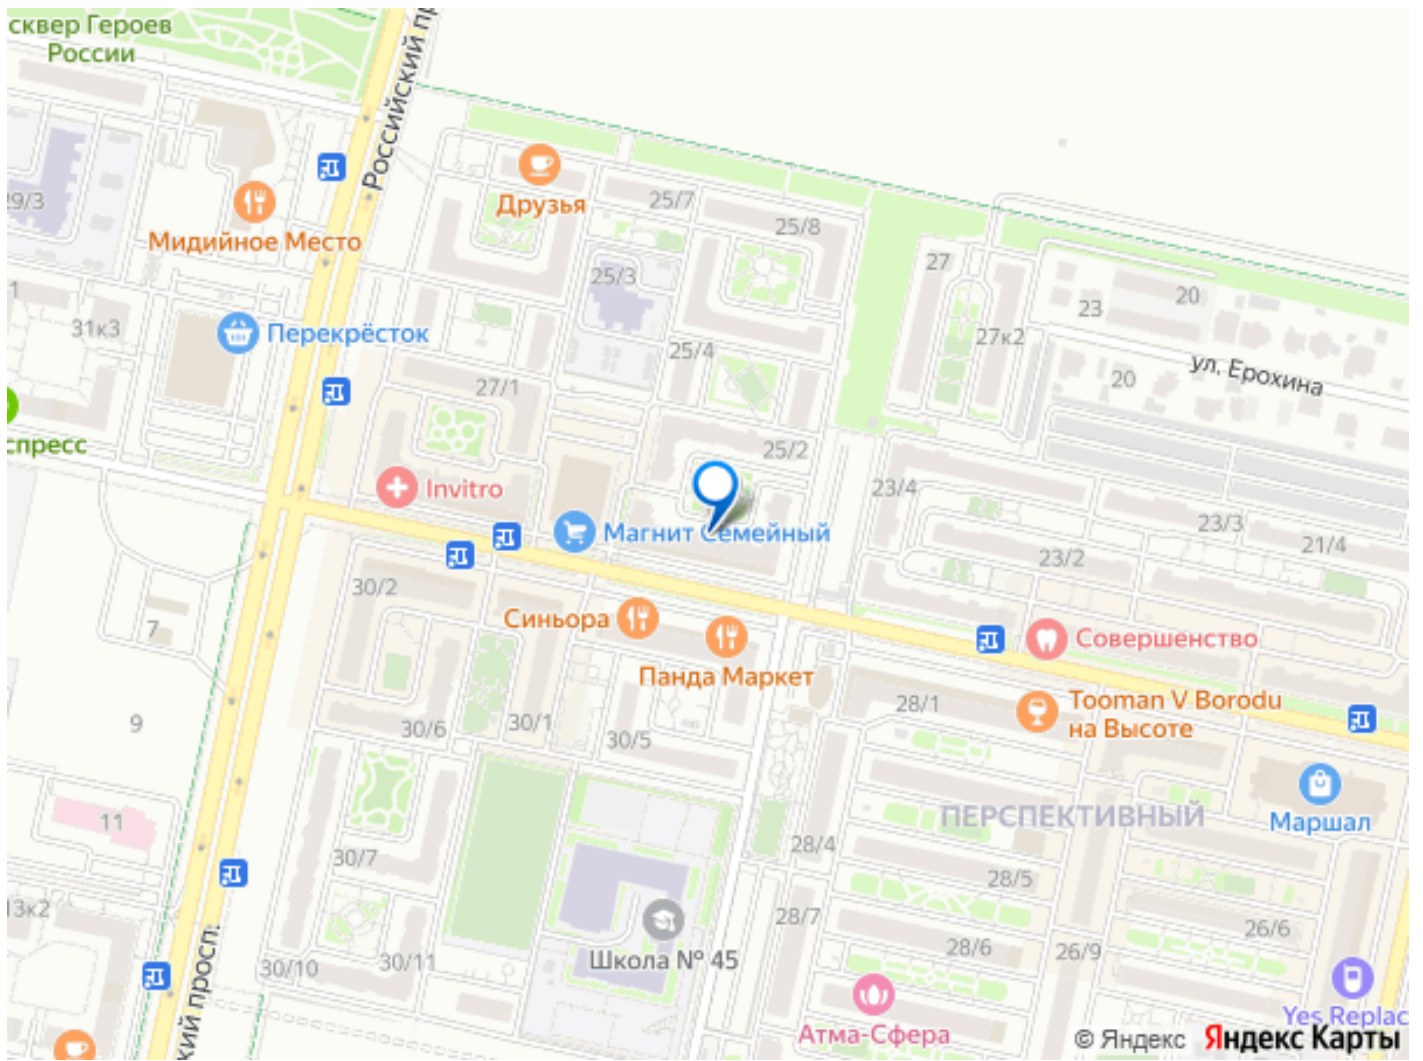 сквер Героев
России
Российский пр
Друзья
25/7
29/3
Мидийное Место
25/8
27
25/3
20
23
1
31к3
Перекрёсток
27к2
25/4
ул. Ерохина
20
27/1
спресс
25/2
Invitro
23/4
23/3
Магнит Семейный
21/4
23/2
30/2
Синьора
7
Совершенство
Панда Маркет
28/1
Tooman V Borodu
на Высоте
9
30/6
30/1
30/5
ПЕРСПЕКТИВНЫЙ
Маршал
11
28/4
30/7
28/5
13к2
28/7
26/6
28/6
26/9
Школа № 45
30/10
30/11
кий просп.
Yes Replac
Атма-Сфера
© Яндекс Яндекс Карты